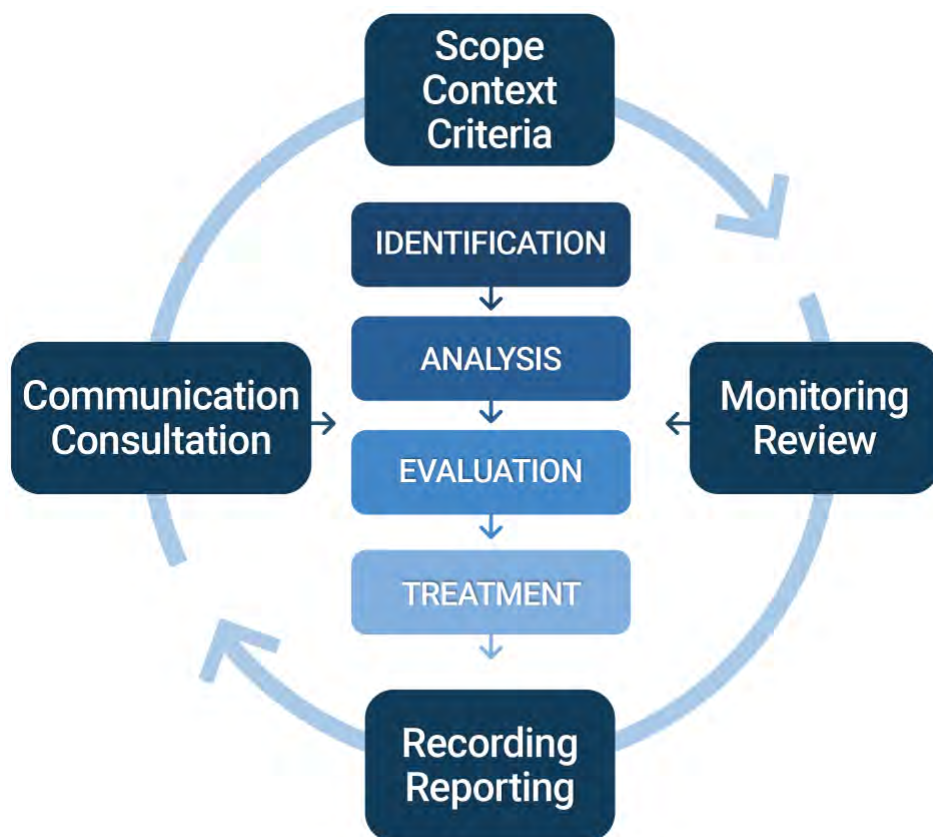 Scope
Context
Criteria
IDENTIFICATION
ANALYSIS
Communication
Consultation
Monitoring
Review
EVALUATION
TREATMENT
Recording
Reporting